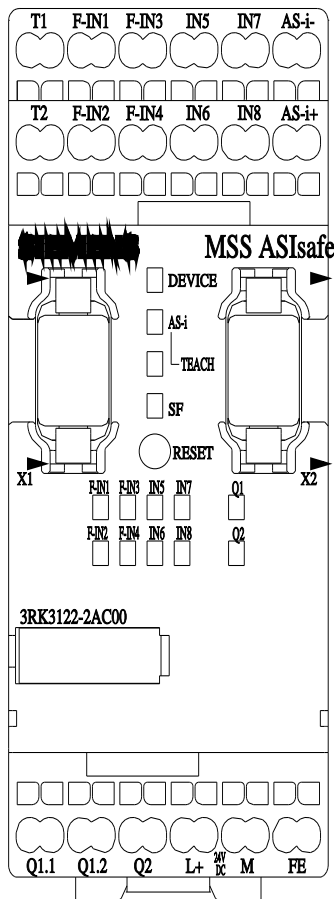 T1 F-IN1 F-IN3 IN5 IN7 AS-i-
T2 F-IN2 F-IN4 IN6 IN8 AS-i+
MSS ASIsafe
DEVICE
AS-i
TEACH
SF
RESET
X1 X2
F-IN1 F-IN3 IN5 IN7 Q1
F-IN2 F-IN4 IN6 IN8 Q2
3RK3122-2AC00
Q1.1 Q1.2 Q2 L+ 24V DC M FE